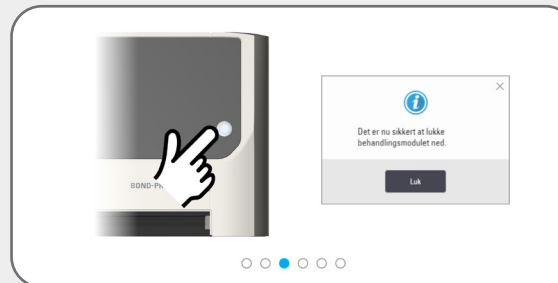 BOND-PR
Det er nu sikkert at lukke
behandlingsmodulet ned.
Luk